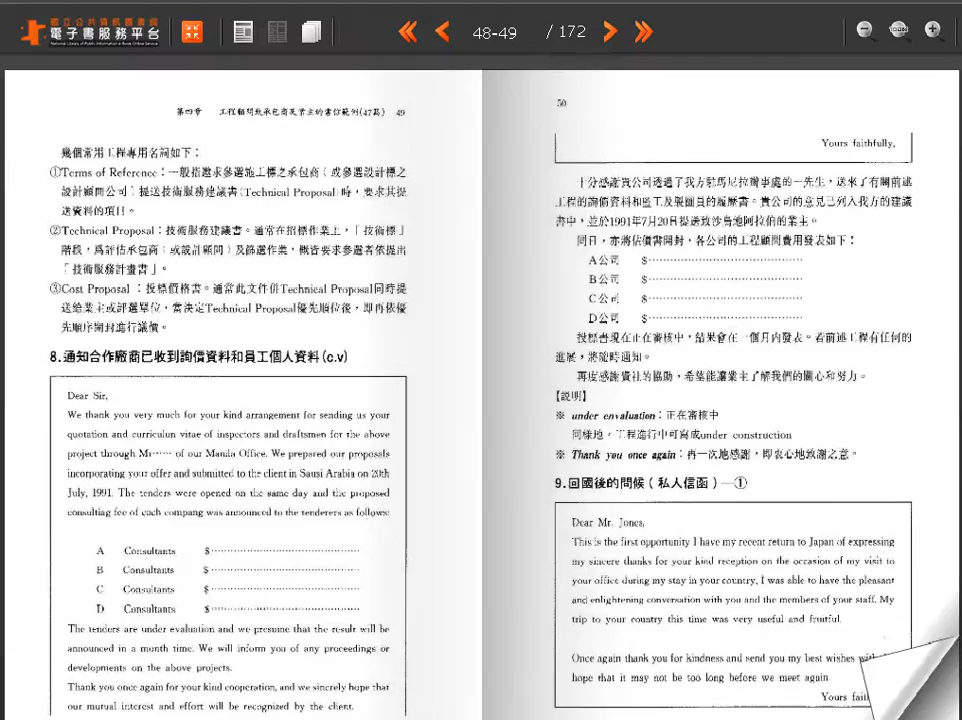 國立公共資訊圖書館
電子書服務平台
National Library of Public Information e-Book Online Service
48-49 / 172
100%
第四章 工程顧問致承包商及業主的書信範例(47篇) 49
幾個常用工程專用名詞如下：
①Terms of Reference：一般指邀求參選施工標之承包商（或參選設計標之
設計顧問公司）提送技術服務建議書(Technical Proposal)時，要求其提
送資料的項目。
②Technical Proposal：技術服務建議書。通常在招標作業上，「技術標」
階段，爲評估承包商（或設計顧問）及篩選作業，概皆要求參選者依提出
「技術服務計畫書」。
③Cost Proposal：投標價格書。通常此文件併Technical Proposal同時提
送給業主或評選單位，當決定Technical Proposal優先順位後，即再依優
先順序開封進行議價。
8.通知合作廠商已收到詢價資料和員工個人資料(c.v)
Dear Sir,
We thank you very much for your kind arrangement for sending us your
quotation and curriculun vitae of inspectors and draftsmen for the above
project through Mr⋯⋯ of our Manila Office. We prepared our proposals
incorporating your offer and submitted to the client in Sausi Arabia on 20th
July, 1991. The tenders were opened on the same day and the proposed
consulting fee of each compang was announced to the tenderers as follows:
A Consultants $⋯⋯⋯⋯⋯⋯⋯⋯⋯⋯
B Consultants $⋯⋯⋯⋯⋯⋯⋯⋯⋯⋯
C Consultants $⋯⋯⋯⋯⋯⋯⋯⋯⋯⋯
D Consultants $⋯⋯⋯⋯⋯⋯⋯⋯⋯⋯
The tenders are under evaluation and we presume that the result will be
announced in a month time. We will inform you of any proceedings or
developments on the above projects.
Thank you once again for your kind cooperation, and we sincerely hope that
our mutual interest and effort will be recognized by the client.
50
Yours faithfully,
十分感謝貴公司透過了我方駐馬尼拉辦事處的一先生，送來了有關前述
工程的詢價資料和監工及製圖員的履歷書。貴公司的意見已列入我方的建議
書中，並於1991年7月20日提送致沙烏地阿拉伯的業主。
同日，亦將估價書開封，各公司的工程顧問費用發表如下：
A公司 $⋯⋯⋯⋯⋯⋯⋯⋯⋯⋯
B公司 $⋯⋯⋯⋯⋯⋯⋯⋯⋯⋯
C公司 $⋯⋯⋯⋯⋯⋯⋯⋯⋯⋯
D公司 $⋯⋯⋯⋯⋯⋯⋯⋯⋯⋯
投標書現在正在審核中，結果會在一個月內發表。若前述工程有任何的
進展，將隨時通知。
再度感謝貴社的協助，希望能讓業主了解我們的關心和努力。
【說明】
※ under envaluation：正在審核中
同樣地，工程進行中可寫成under construction
※ Thank you once again：再一次地感謝，即衷心地致謝之意。
9.回國後的問候（私人信函）—①
Dear Mr. Jones,
This is the first opportunity I have my recent return to Japan of expressing
my sincere thanks for your kind reception on the occasion of my visit to
your office during my stay in your country, I was able to have the pleasant
and enlightening conversation with you and the members of your staff. My
trip to your country this time was very useful and fruitful.
Once again thank you for kindness and send you my best wishes
hope that it may not be too long before we meet again
Yours